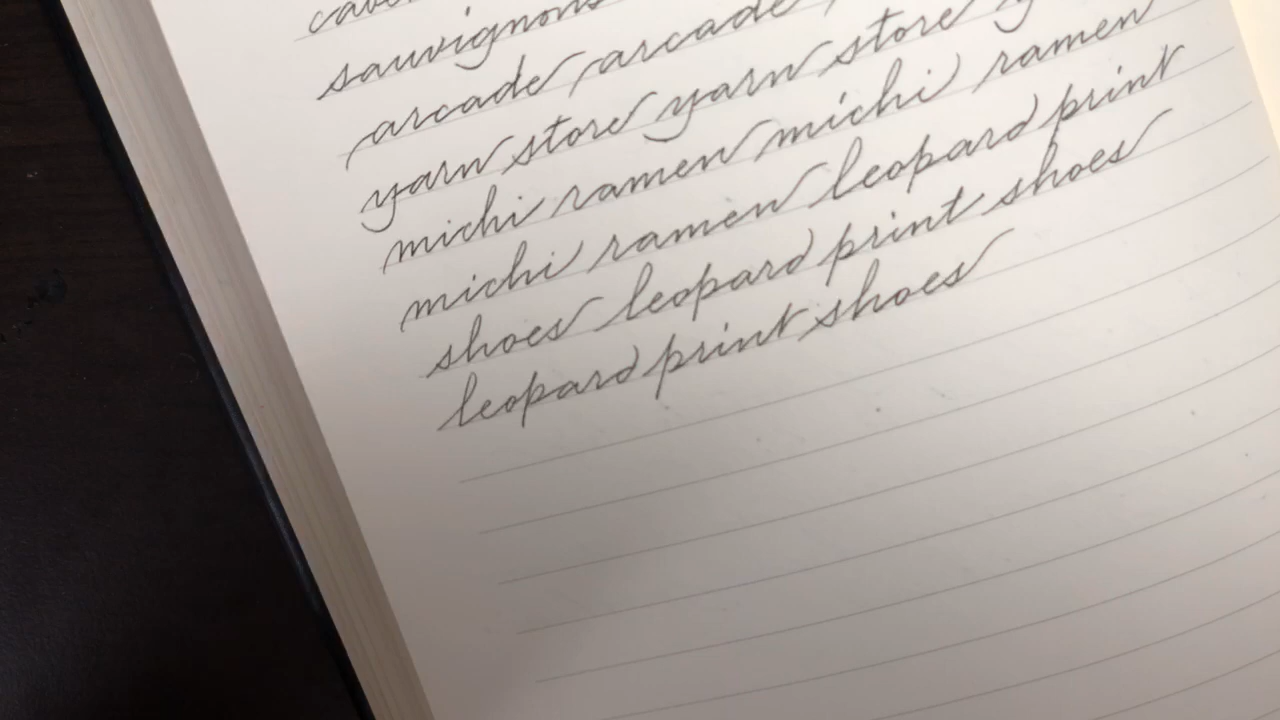 sauvignons
arcade arcade
yarn store yarn store
michi ramen michi ramen
michi ramen leopard print
shoes leopard print shoes
leopard print shoes